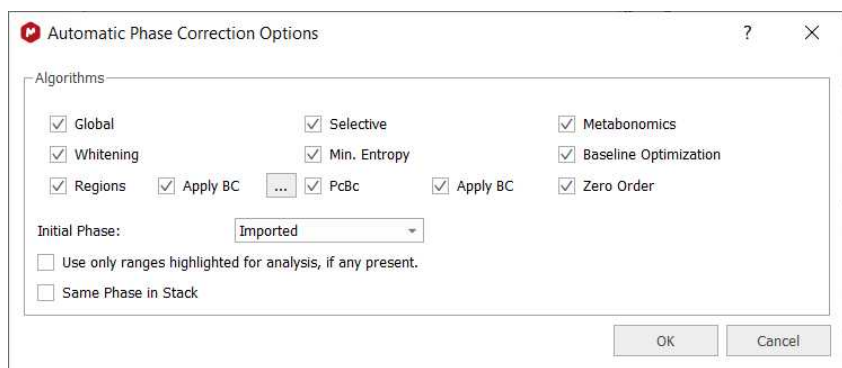 Automatic Phase Correction Options ?
Algorithms
Global Selective Metabonomics
Whitening Min. Entropy Baseline Optimization
Regions Apply BC ... PcBc Apply BC Zero Order
Initial Phase: Imported
Use only ranges highlighted for analysis, if any present.
Same Phase in Stack
OK Cancel